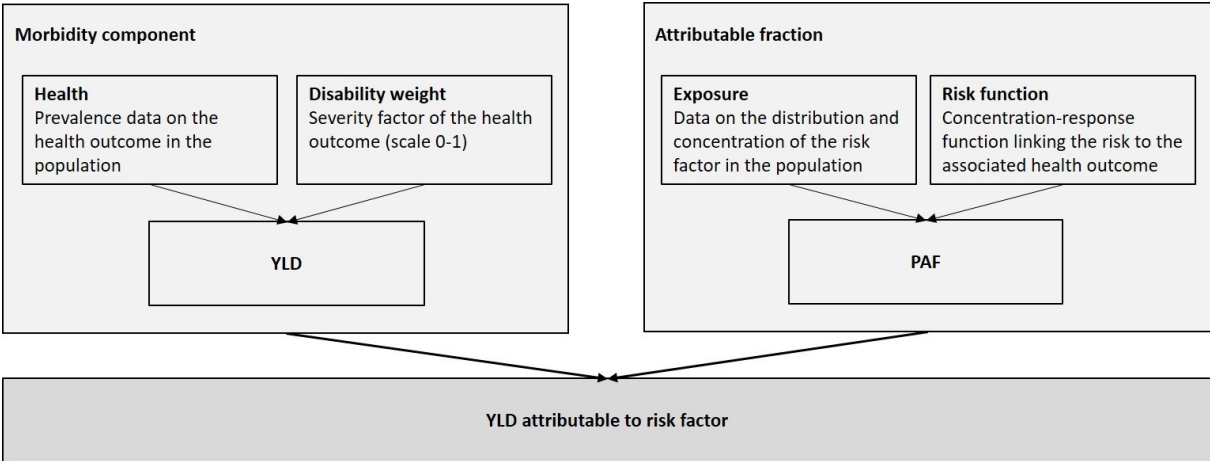 Morbidity component
Health
Prevalence data on the
health outcome in the
population
Disability weight
Severity factor of the health
outcome (scale 0-1)
YLD
Attributable fraction
Exposure
Data on the distribution and
concentration of the risk
factor in the population
Risk function
Concentration-response
function linking the risk to the
associated health outcome
PAF
YLD attributable to risk factor